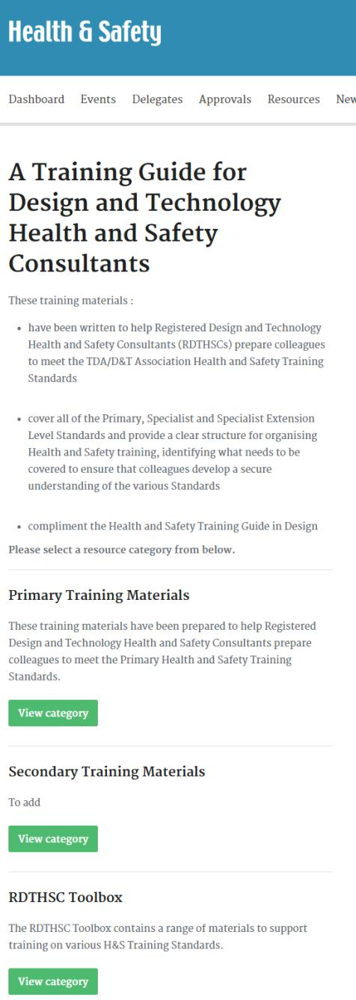 Health & Safety
Dashboard Events Delegates Approvals Resources New
A Training Guide for
Design and Technology
Health and Safety
Consultants
These training materials :
• have been written to help Registered Design and Technology
Health and Safety Consultants (RDTHSCs) prepare colleagues
to meet the TDA/D&T Association Health and Safety Training
Standards
• cover all of the Primary, Specialist and Specialist Extension
Level Standards and provide a clear structure for organising
Health and Safety training, identifying what needs to be
covered to ensure that colleagues develop a secure
understanding of the various Standards
• compliment the Health and Safety Training Guide in Design
Please select a resource category from below.
Primary Training Materials
These training materials have been prepared to help Registered
Design and Technology Health and Safety Consultants prepare
colleagues to meet the Primary Health and Safety Training
Standards.
View category
Secondary Training Materials
To add
View category
RDTHSC Toolbox
The RDTHSC Toolbox contains a range of materials to support
training on various H&S Training Standards.
View category